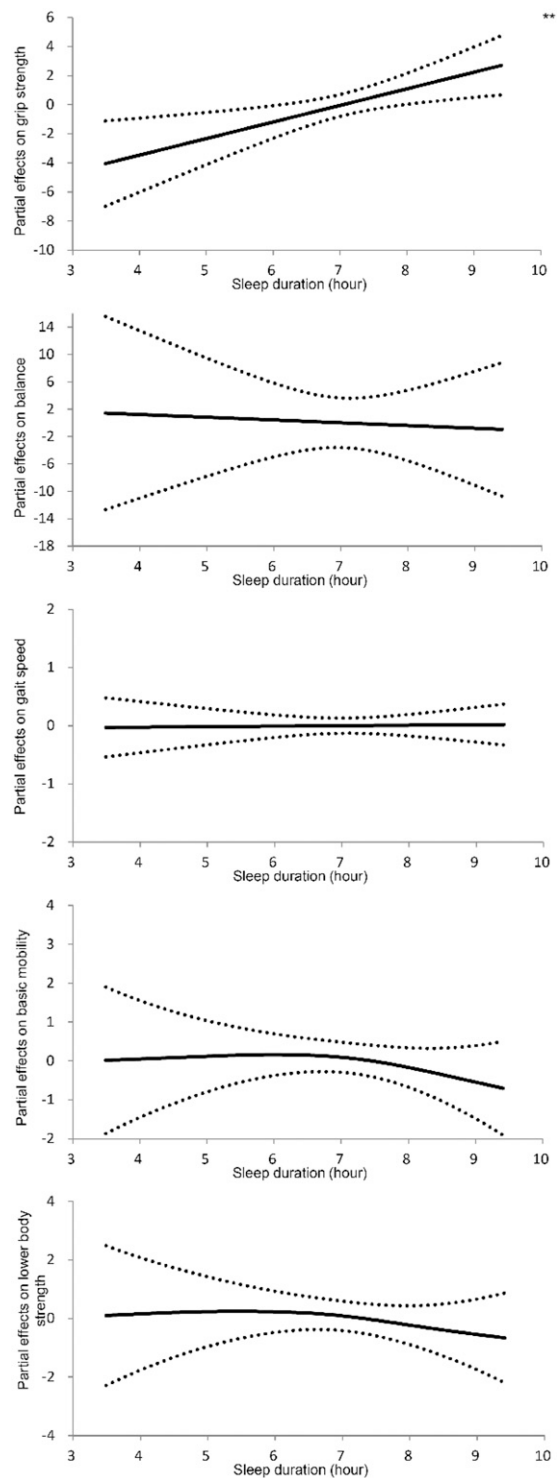 **
Partial effects on grip strength
6
4
2
0
-2
-4
-6
-8
-10
3 4 5 6 7 8 9 10
Sleep duration (hour)
Partial effects on balance
14
10
6
2
-2
-6
-10
-14
-18
3 4 5 6 7 8 9 10
Sleep duration (hour)
Partial effects on gait speed
2
1
0
-1
-2
3 4 5 6 7 8 9 10
Sleep duration (hour)
Partial effects on basic mobility
4
3
2
1
0
-1
-2
3 4 5 6 7 8 9 10
Sleep duration (hour)
Partial effects on lower body
strength
4
2
0
-2
-4
3 4 5 6 7 8 9 10
Sleep duration (hour)